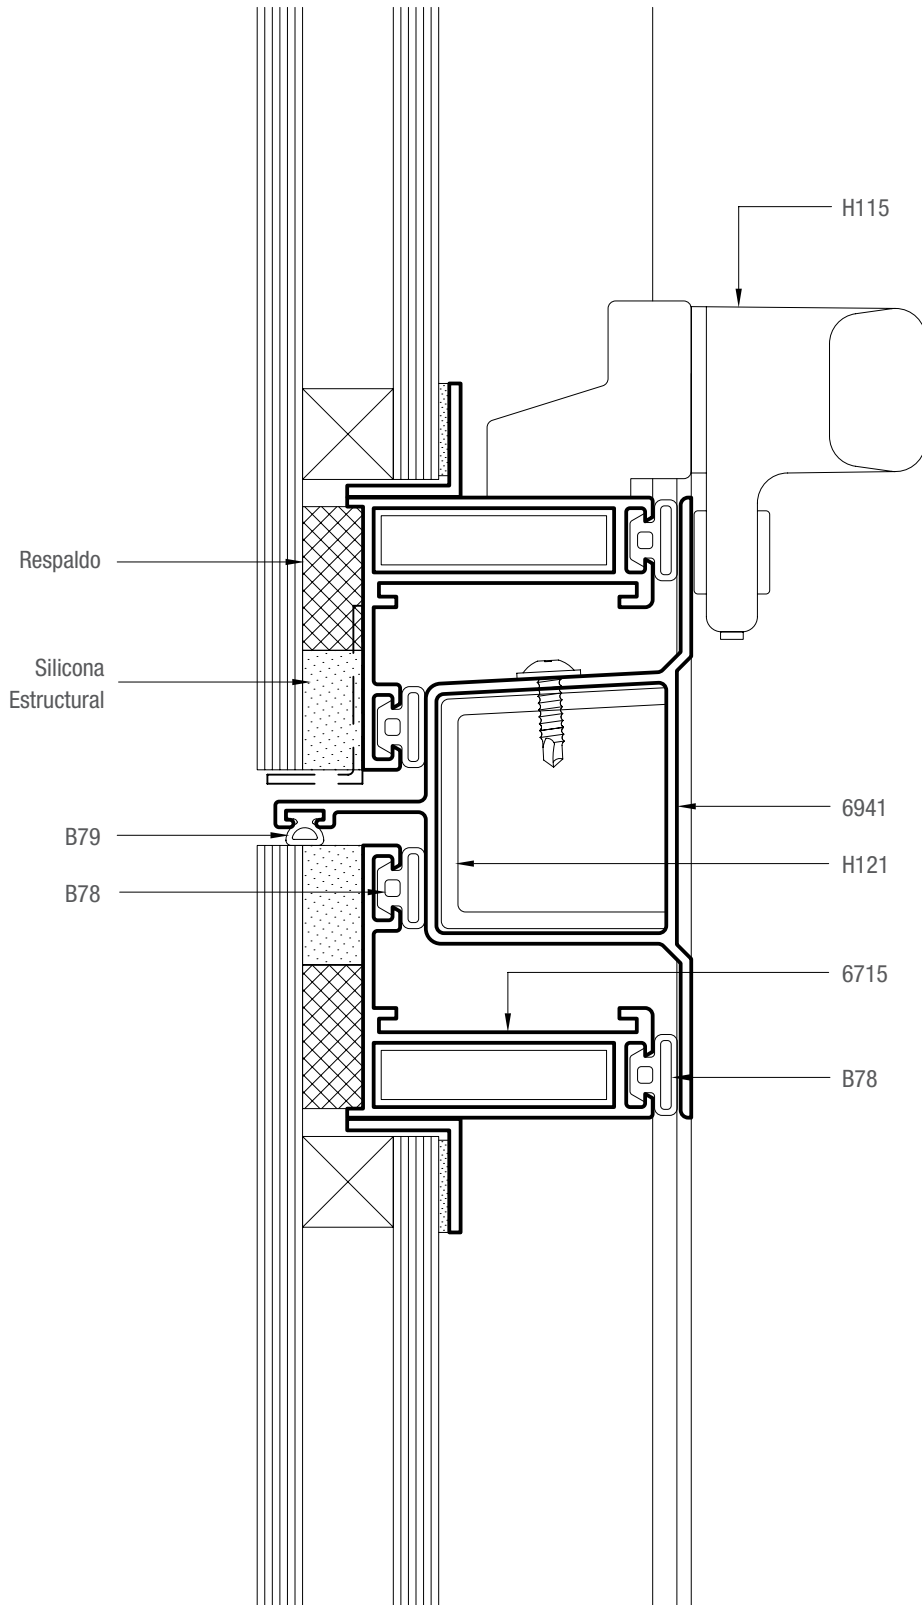 H115
Respaldo
Silicona
Estructural
6941
B79
H121
B78
6715
B78